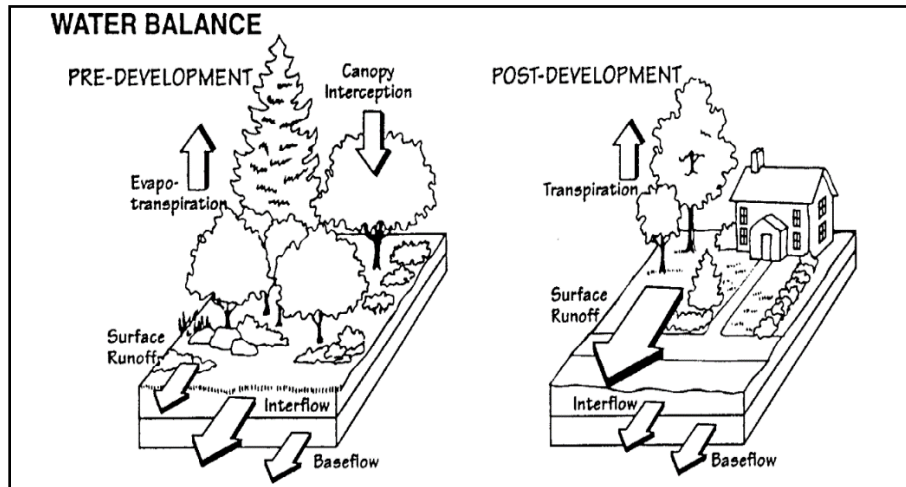 WATER BALANCE
PRE-DEVELOPMENT
Canopy
Interception
Evapo-
transpiration
Surface
Runoff
Interflow
Baseflow
POST-DEVELOPMENT
Transpiration
Surface
Runoff
Interflow
Baseflow